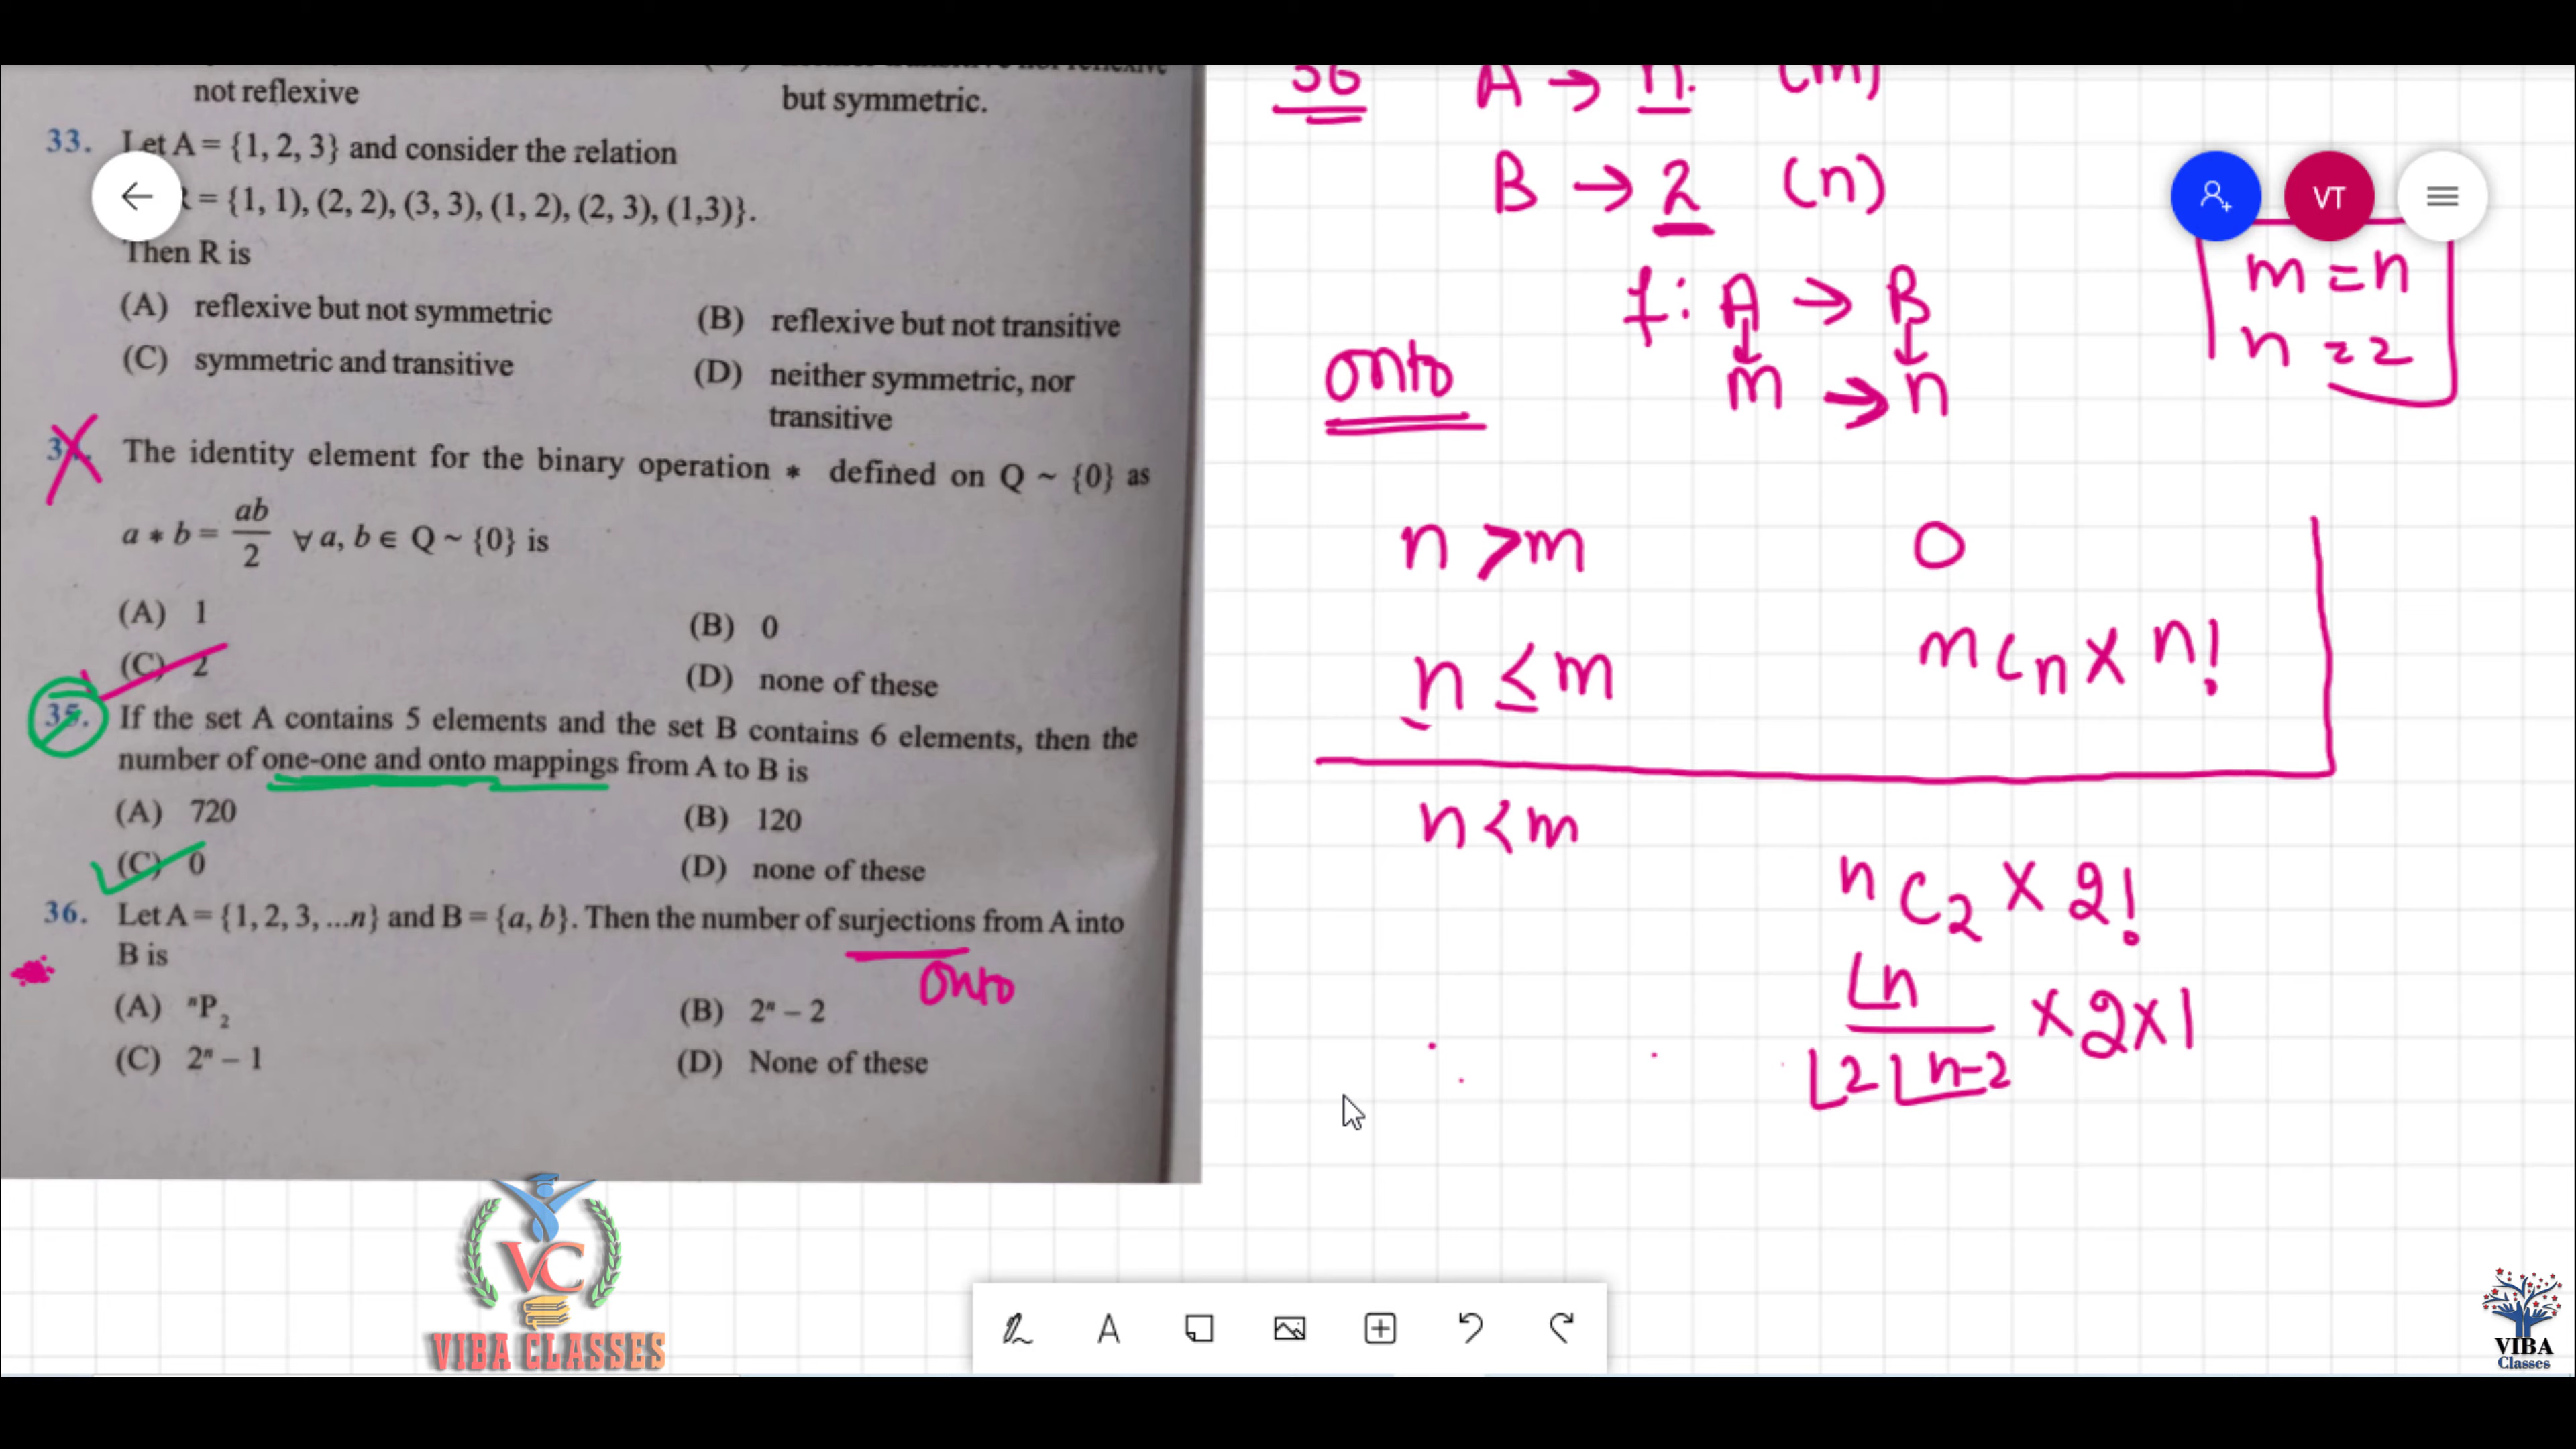 not reflexive
but symmetric.
33. Let A = {1, 2, 3} and consider the relation
= {1, 1), (2, 2), (3, 3), (1, 2), (2, 3), (1,3)}.
Then R is
(A) reflexive but not symmetric
(B) reflexive but not transitive
(C) symmetric and transitive
(D) neither symmetric, nor
transitive
The identity element for the binary operation * defined on Q ~ {0} as
a * b = ab/2 ∀ a, b ∈ Q ~ {0} is
(A) 1
(B) 0
(C) 2
(D) none of these
35. If the set A contains 5 elements and the set B contains 6 elements, then the
number of one-one and onto mappings from A to B is
(A) 720
(B) 120
(C) 0
(D) none of these
36. Let A = {1, 2, 3, ...n} and B = {a, b}. Then the number of surjections from A into
B is
onto
(A) ⁿP₂
(B) 2ⁿ – 2
(C) 2ⁿ – 1
(D) None of these
36 A → n (m)
B → 2 (n)
f: A → B
m → n
onto
m = n
n = 2
n > m 0
n ≤ m mCn × n!
n < m
ⁿC₂ × 2!
⌊n / ⌊2 ⌊n-2 × 2×1
VT
A
VC
VIBA CLASSES
VIBA
Classes